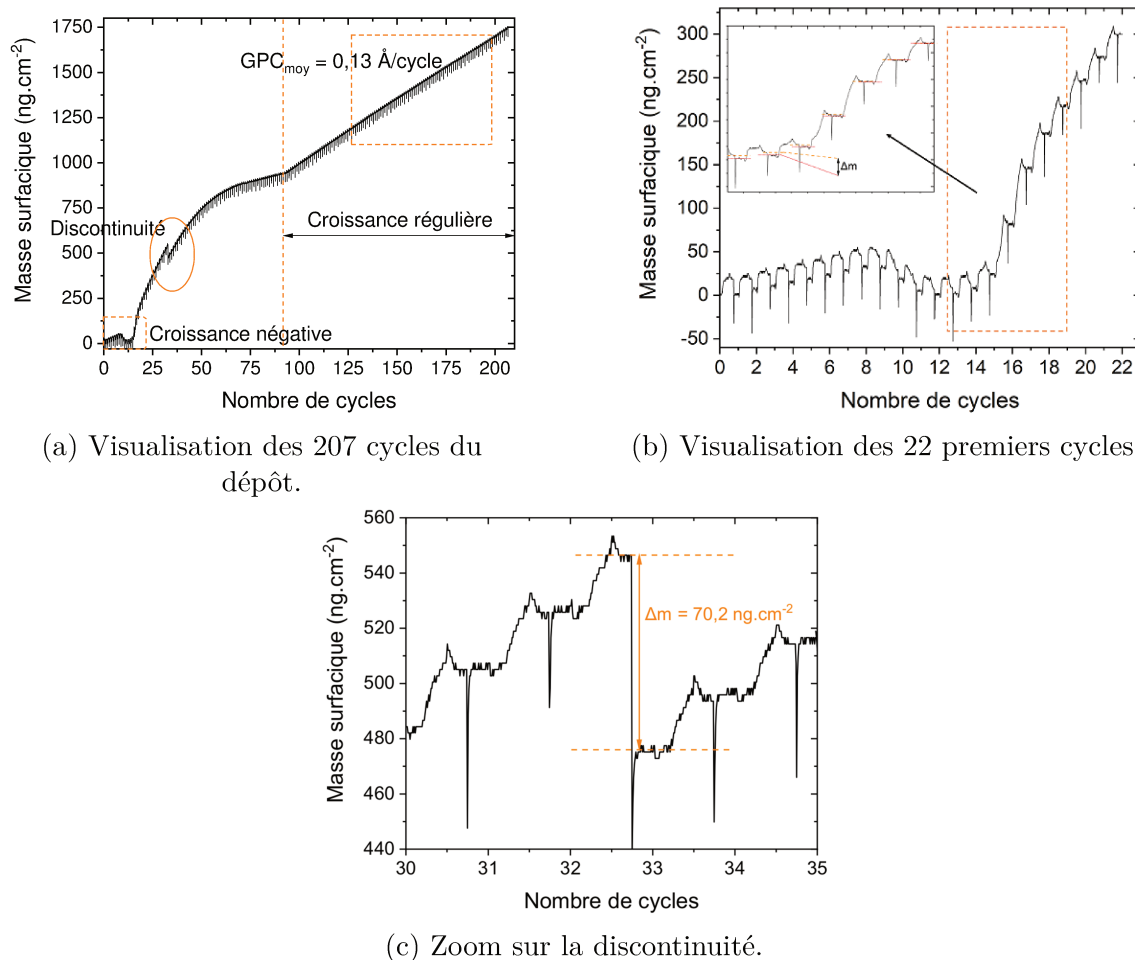 1750
1500
1250
1000
750
500
250
0
Masse surfacique (ng.cm-2)
GPCmoy = 0,13 Å/cycle
Discontinuité
Croissance régulière
Croissance négative
0 25 50 75 100 125 150 175 200
Nombre de cycles
(a) Visualisation des 207 cycles du
dépôt.
300
250
200
150
100
50
0
-50
Masse surfacique (ng.cm-2)
Δm
0 2 4 6 8 10 12 14 16 18 20 22
Nombre de cycles
(b) Visualisation des 22 premiers cycles
560
540
520
500
480
460
440
Masse surfacique (ng.cm-2)
Δm = 70,2 ng.cm-2
30 31 32 33 34 35
Nombre de cycles
(c) Zoom sur la discontinuité.